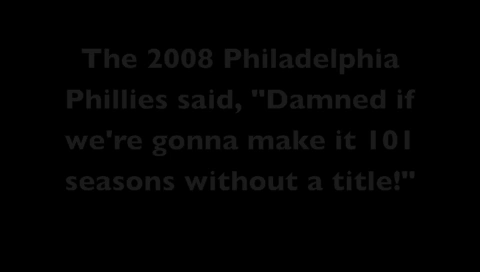 The 2008 Philadelphia
Phillies said, "Damned if
we're gonna make it 101
seasons without a title!"